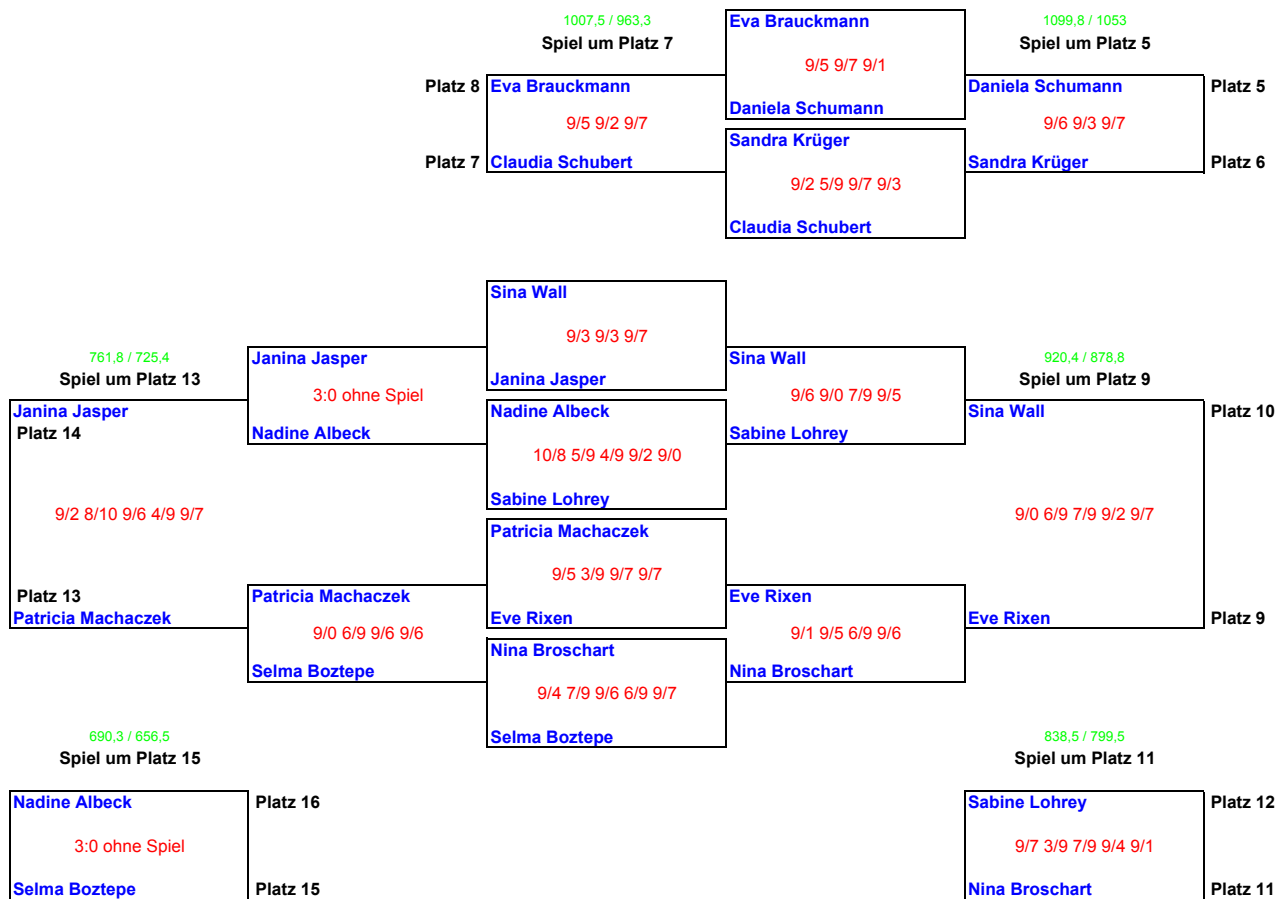 1007,5 / 963,3 Eva Brauckmann 1099,8 / 1053
Spiel um Platz 7 Spiel um Platz 5
9/5 9/7 9/1
Platz 8 Eva Brauckmann Daniela Schumann Platz 5
Daniela Schumann
9/5 9/2 9/7 9/6 9/3 9/7
Sandra Krüger
Platz 7 Claudia Schubert Sandra Krüger Platz 6
9/2 5/9 9/7 9/3
Claudia Schubert
Sina Wall
9/3 9/3 9/7
761,8 / 725,4 Janina Jasper Sina Wall 920,4 / 878,8
Spiel um Platz 13 Janina Jasper Spiel um Platz 9
3:0 ohne Spiel 9/6 9/0 7/9 9/5
Janina Jasper Nadine Albeck Sina Wall Platz 10
Platz 14 Nadine Albeck Sabine Lohrey
10/8 5/9 4/9 9/2 9/0
Sabine Lohrey
9/2 8/10 9/6 4/9 9/7 9/0 6/9 7/9 9/2 9/7
Patricia Machaczek
9/5 3/9 9/7 9/7
Platz 13 Patricia Machaczek Eve Rixen
Patricia Machaczek Eve Rixen Eve Rixen Platz 9
9/0 6/9 9/6 9/6 9/1 9/5 6/9 9/6
Nina Broschart
Selma Boztepe Nina Broschart
9/4 7/9 9/6 6/9 9/7
690,3 / 656,5 Selma Boztepe 838,5 / 799,5
Spiel um Platz 15 Spiel um Platz 11
Nadine Albeck Platz 16 Sabine Lohrey Platz 12
3:0 ohne Spiel 9/7 3/9 7/9 9/4 9/1
Selma Boztepe Platz 15 Nina Broschart Platz 11